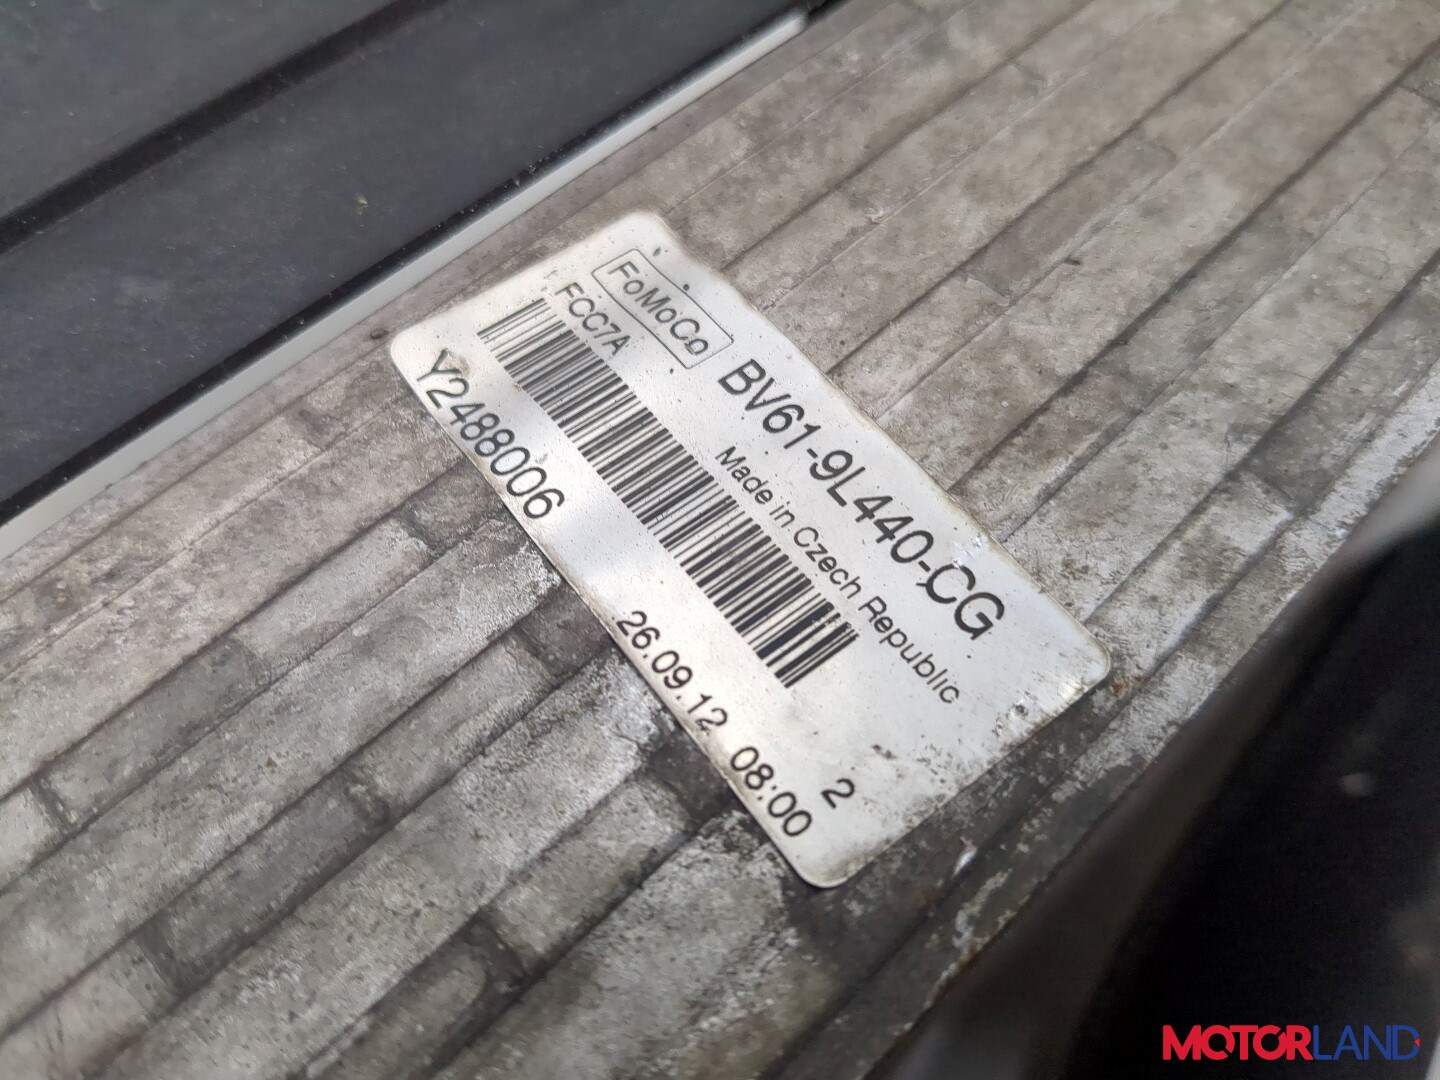 FoMoCo
BV61-9L440-CG
FCC7A
Made in Czech Republic
Y2488006
26.09.12 08:00
2
MOTORLAND